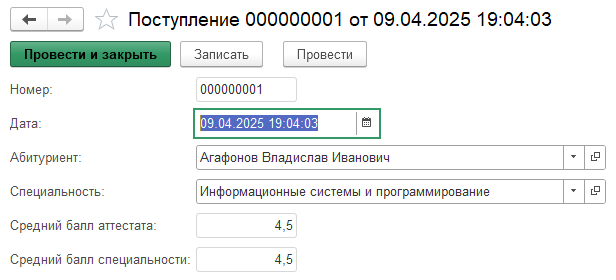 Поступление 000000001 от 09.04.2025 19:04:03
Провести и закрыть Записать Провести
Номер: 000000001
Дата: 09.04.2025 19:04:03
Абитуриент: Агафонов Владислав Иванович
Специальность: Информационные системы и программирование
Средний балл аттестата: 4,5
Средний балл специальности: 4,5